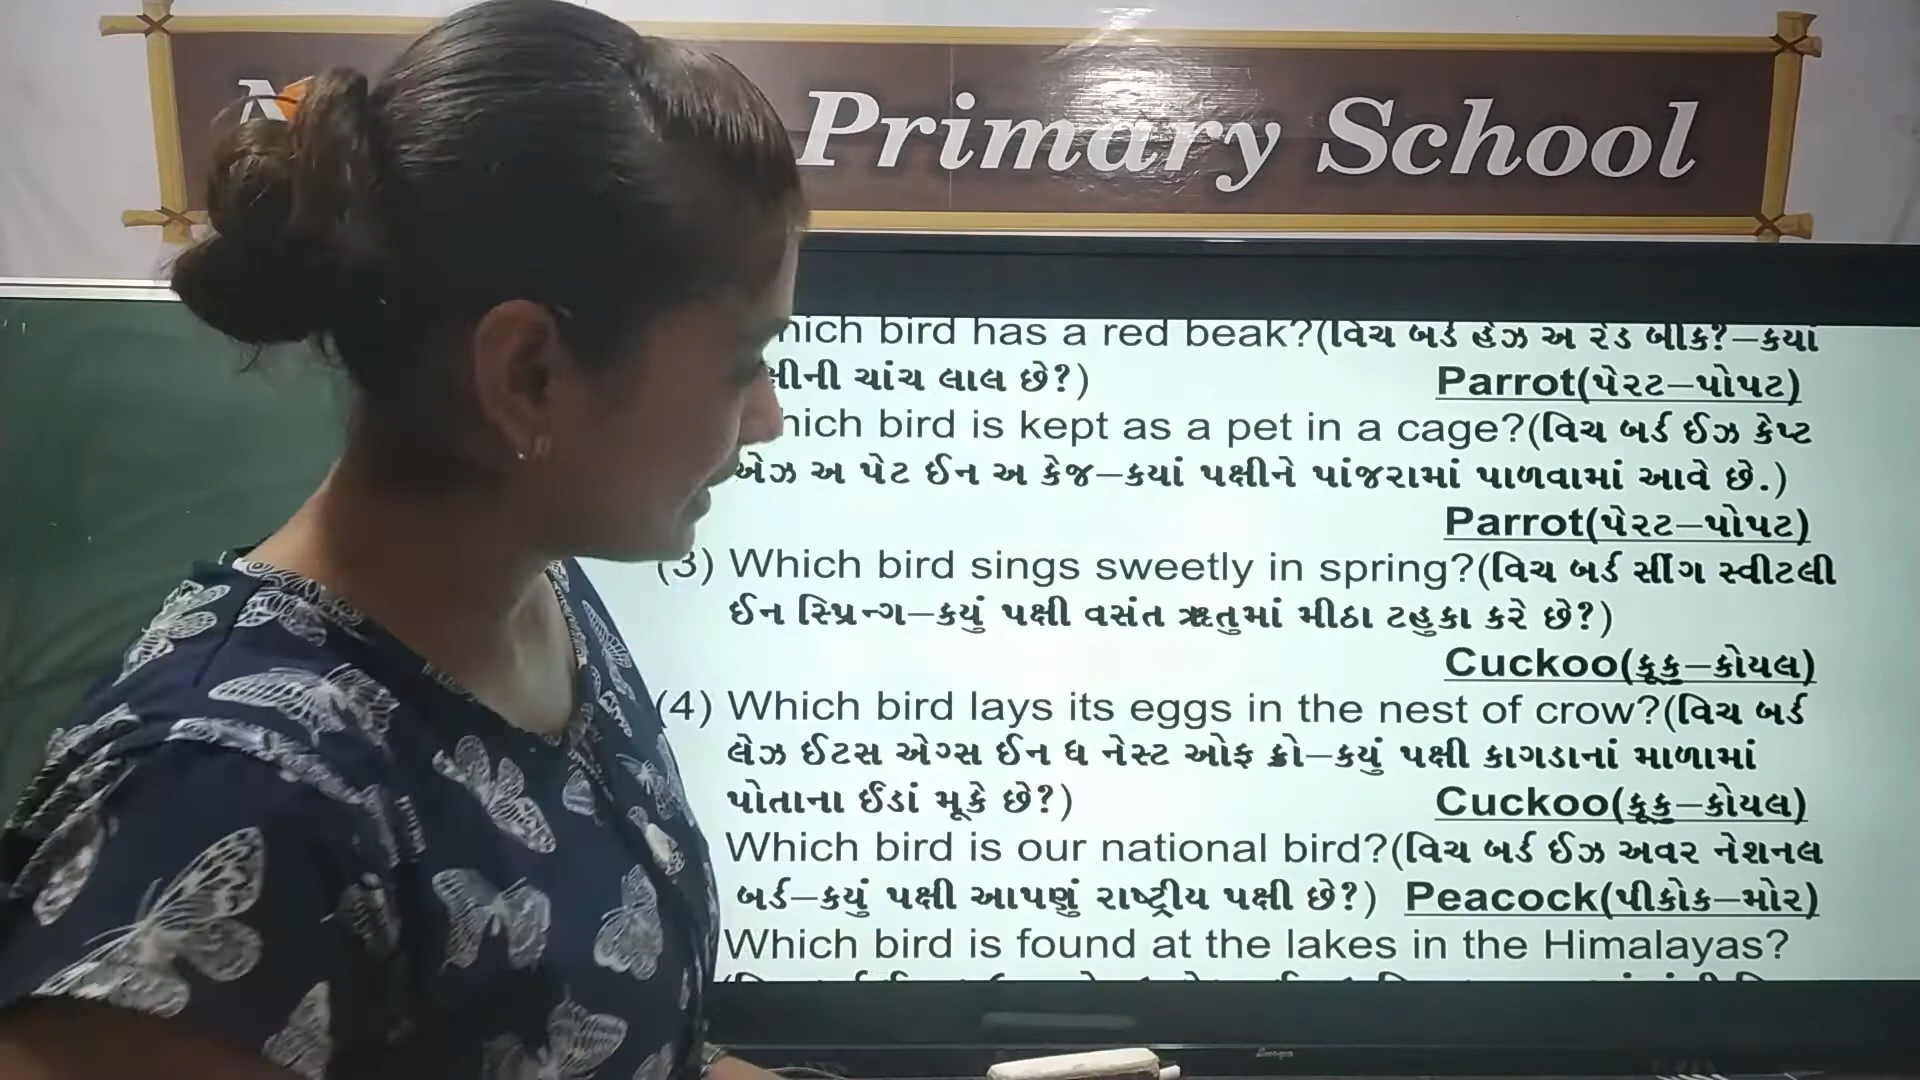 Primary School
bird has a red beak?(વિચ બર્ડ હેઝ અ રેડ બીક?–કયાં
ચાંચ લાલ છે?) Parrot(પેરટ–પોપટ)
bird is kept as a pet in a cage?(વિચ બર્ડ ઈઝ કેપ્ટ
એઝ અ પેટ ઈન અ કેજ–કયાં પક્ષીને પાંજરામાં પાળવામાં આવે છે.)
Parrot(પેરટ–પોપટ)
(3) Which bird sings sweetly in spring?(વિચ બર્ડ સીંગ સ્વીટલી
ઈન સ્પ્રિન્ગ–કયું પક્ષી વસંત ઋતુમાં મીઠા ટહુકા કરે છે?)
Cuckoo(કૂકુ–કોયલ)
(4) Which bird lays its eggs in the nest of crow?(વિચ બર્ડ
લેઝ ઈટસ એગ્સ ઈન ધ નેસ્ટ ઓફ ક્રો–કયું પક્ષી કાગડાનાં માળામાં
પોતાના ઈંડાં મૂકે છે?) Cuckoo(કૂકુ–કોયલ)
Which bird is our national bird?(વિચ બર્ડ ઈઝ અવર નેશનલ
બર્ડ–કયું પક્ષી આપણું રાષ્ટ્રીય પક્ષી છે?) Peacock(પીકોક–મોર)
Which bird is found at the lakes in the Himalayas?